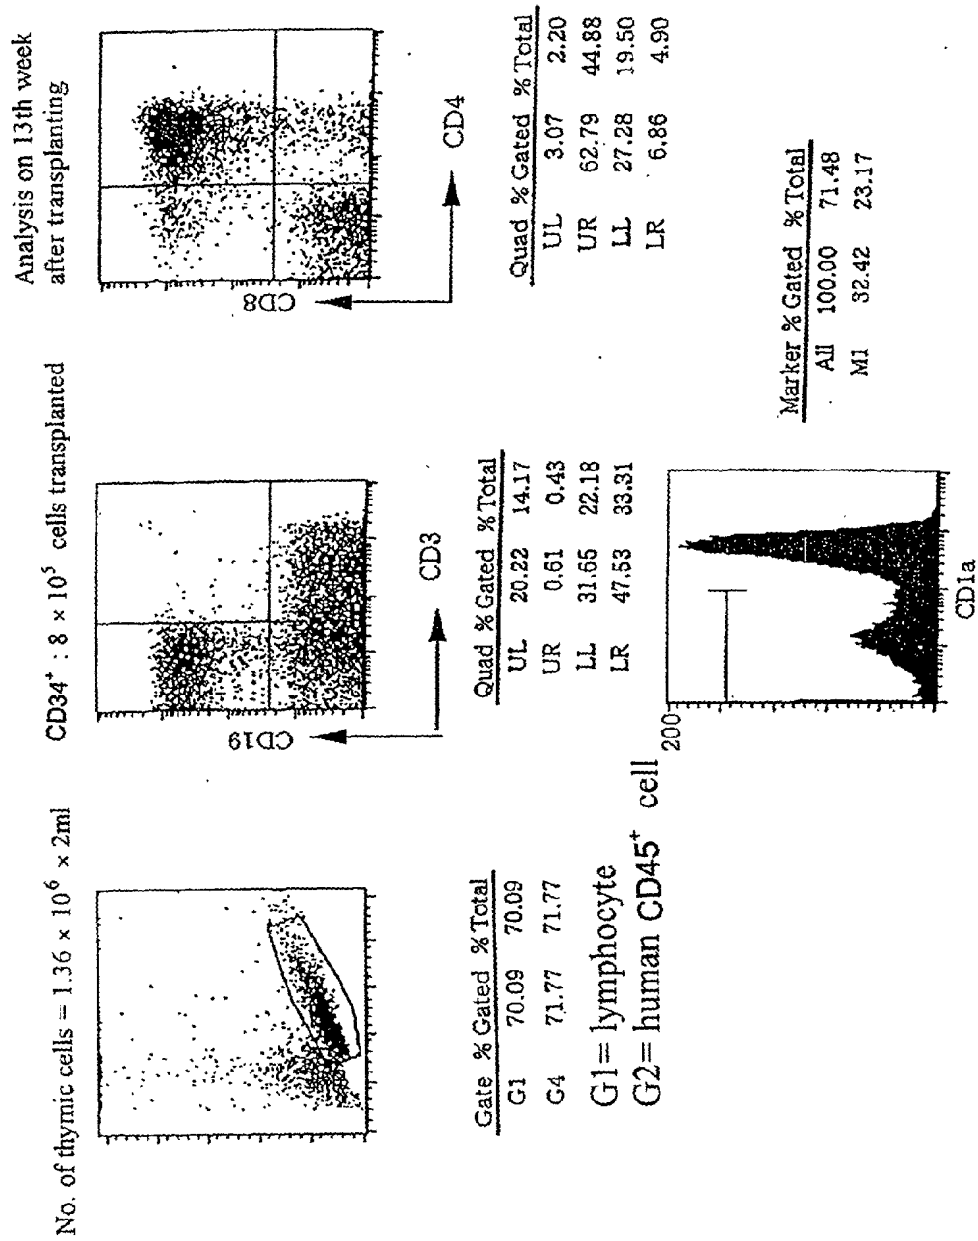 No. of thymic cells = 1.36 × 10⁶ × 2ml
CD34⁺ : 8 × 10⁵ cells transplanted
Analysis on 13th week
after transplanting
Gate % Gated % Total
G1 70.09 70.09
G4 71.77 71.77
G1= lymphocyte
G2= human CD45⁺ cell
CD19
CD3
Quad % Gated % Total
UL 20.22 14.17
UR 0.61 0.43
LL 31.65 22.18
LR 47.53 33.31
CD8
CD4
Quad % Gated % Total
UL 3.07 2.20
UR 62.79 44.88
LL 27.28 19.50
LR 6.86 4.90
200
CD1a
Marker % Gated % Total
All 100.00 71.48
M1 32.42 23.17